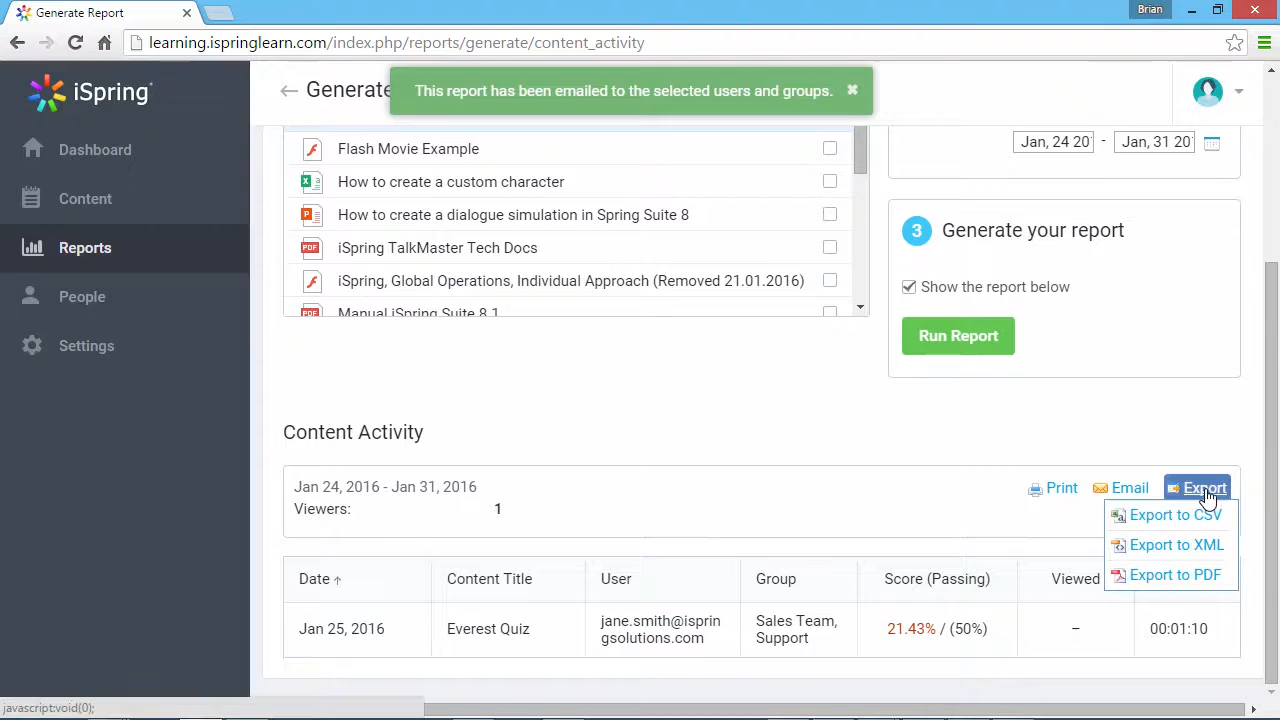 Generate Report
Brian
learning.ispringlearn.com/index.php/reports/generate/content_activity
iSpring
Generate
This report has been emailed to the selected users and groups.
Dashboard
Content
Reports
People
Settings
Flash Movie Example
How to create a custom character
How to create a dialogue simulation in Spring Suite 8
iSpring TalkMaster Tech Docs
iSpring, Global Operations, Individual Approach (Removed 21.01.2016)
Manual iSpring Suite 8.1
Jan, 24 201 - Jan, 31 201
3 Generate your report
Show the report below
Run Report
Content Activity
Jan 24, 2016 - Jan 31, 2016
Viewers: 1
Print Email Export
Export to CSV
Export to XML
Export to PDF
Date Content Title User Group Score (Passing) Viewed
Jan 25, 2016 Everest Quiz jane.smith@isprin Sales Team, 21.43% / (50%) – 00:01:10
gsolutions.com Support
javascript:void(0);